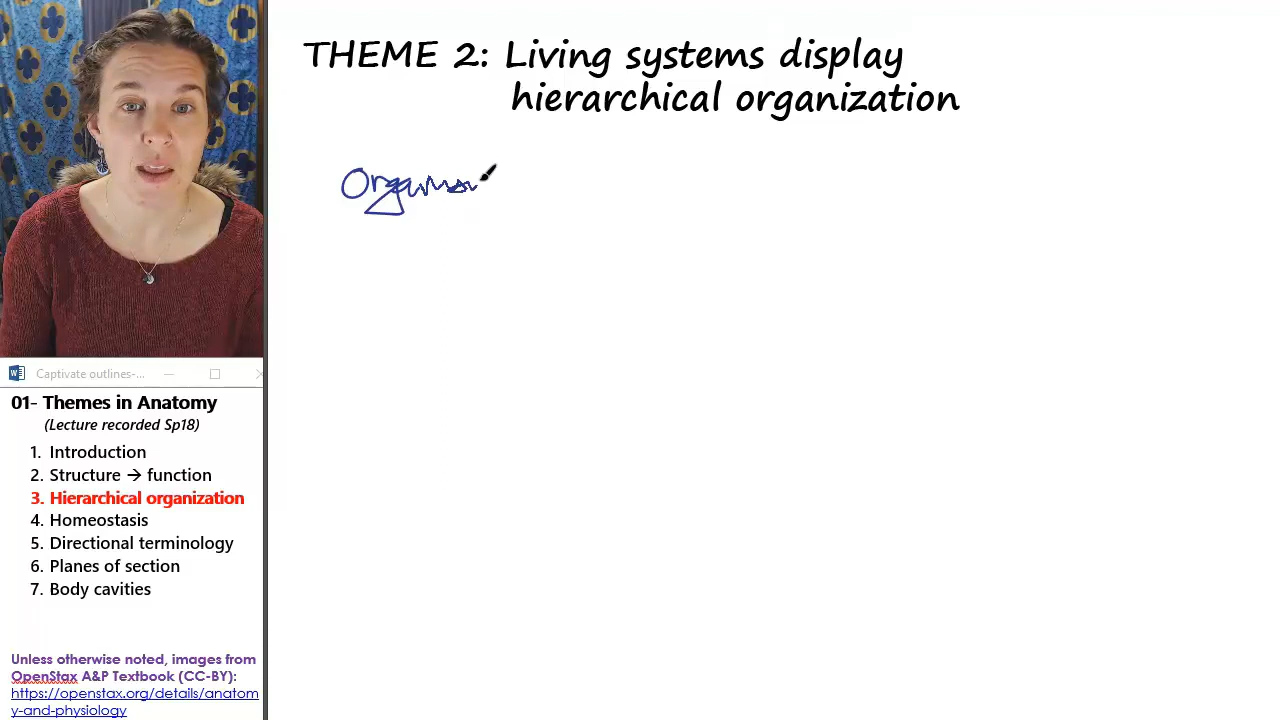 THEME 2: Living systems display
hierarchical organization
Captivate outlines-...
01- Themes in Anatomy
(Lecture recorded Sp18)
1. Introduction
2. Structure → function
3. Hierarchical organization
4. Homeostasis
5. Directional terminology
6. Planes of section
7. Body cavities
Unless otherwise noted, images from
OpenStax A&P Textbook (CC-BY):
https://openstax.org/details/anatom
y-and-physiology